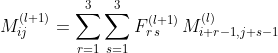 M_{ij}^{(l+1)} = \sum_{r=1}^{3} \sum_{s=1}^{3} F_{rs}^{(l+1)} M_{i+r-1,j+s-1}^{(l)}